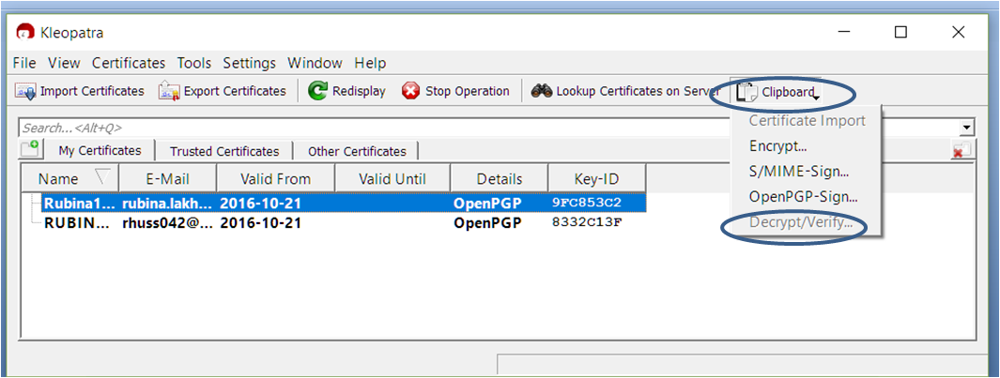 Kleopatra
File View Certificates Tools Settings Window Help
Import Certificates Export Certificates Redisplay Stop Operation Lookup Certificates on Server Clipboard
Search...<Alt+Q>
Certificate Import
Encrypt...
S/MIME-Sign...
OpenPGP-Sign...
Decrypt/Verify...
My Certificates Trusted Certificates Other Certificates
Name E-Mail Valid From Valid Until Details Key-ID
Rubina1... rubina.lakh... 2016-10-21 OpenPGP 9FC853C2
RUBIN... rhuss042@... 2016-10-21 OpenPGP 8332C13F